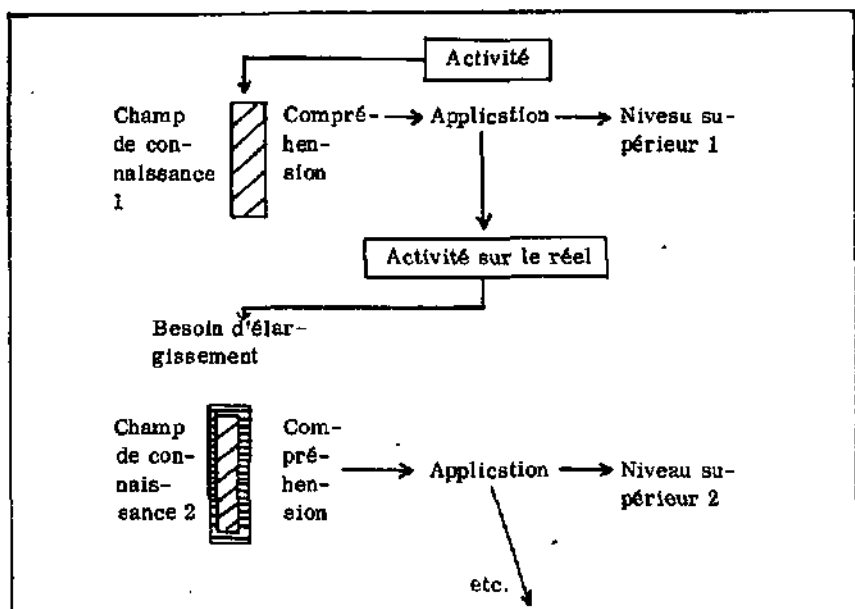 Activité
Champ
de con-
naissance
1
Compré-
hen-
sion
Application
Niveau su-
périeur 1
Activité sur le réel
Besoin d'élar-
gissement
Champ
de con-
nais-
sance 2
Com-
pré-
hen-
sion
Application
Niveau su-
périeur 2
etc.